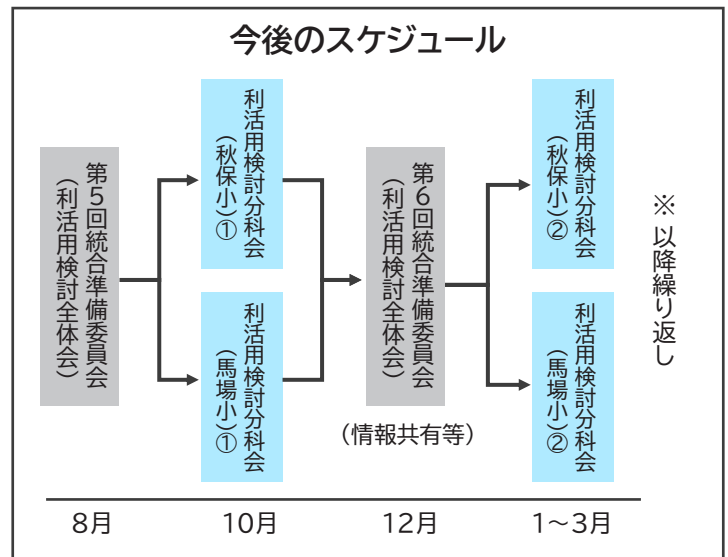 今後のスケジュール
第5回統合準備委員会
（利活用検討全体会）
利活用検討分科会
（秋保小）①
利活用検討分科会
（馬場小）①
第6回統合準備委員会
（利活用検討全体会）
（情報共有等）
利活用検討分科会
（秋保小）②
利活用検討分科会
（馬場小）②
※以降繰り返し
8月
10月
12月
1〜3月